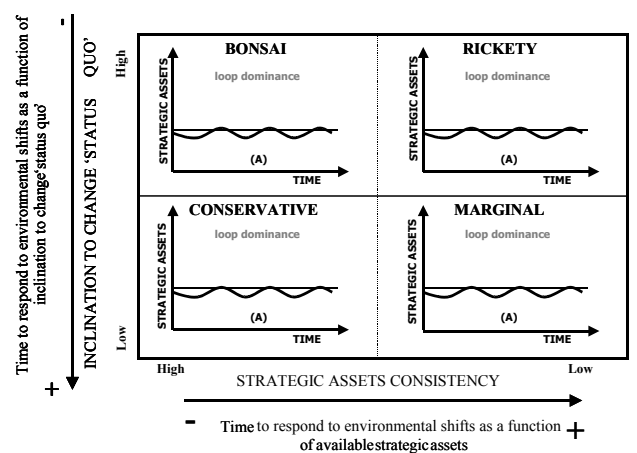 -
Time to respond to environmental shifts as a function of
inclination to change‘status quo’
+
INCLINATION TO CHANGE ‘STATUS QUO’
High
Low
BONSAI
loop dominance
STRATEGIC ASSETS
(A)
TIME
RICKETY
loop dominance
STRATEGIC ASSETS
(A)
TIME
CONSERVATIVE
loop dominance
STRATEGIC ASSETS
(A)
TIME
MARGINAL
loop dominance
STRATEGIC ASSETS
(A)
TIME
High
Low
STRATEGIC ASSETS CONSISTENCY
- Time to respond to environmental shifts as a function +
of available strategic assets